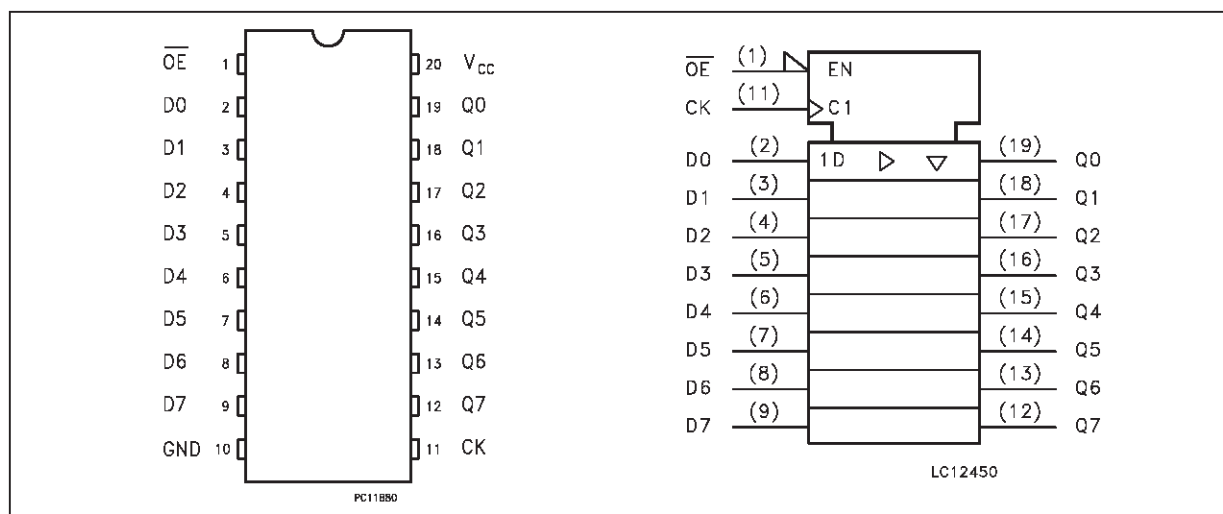 O̅E̅ 1 20 VCC
D0 2 19 Q0
D1 3 18 Q1
D2 4 17 Q2
D3 5 16 Q3
D4 6 15 Q4
D5 7 14 Q5
D6 8 13 Q6
D7 9 12 Q7
GND 10 11 CK
PC11880
O̅E̅ (1) EN
CK (11) C1
D0 (2) 1D (19) Q0
D1 (3) (18) Q1
D2 (4) (17) Q2
D3 (5) (16) Q3
D4 (6) (15) Q4
D5 (7) (14) Q5
D6 (8) (13) Q6
D7 (9) (12) Q7
LC12450